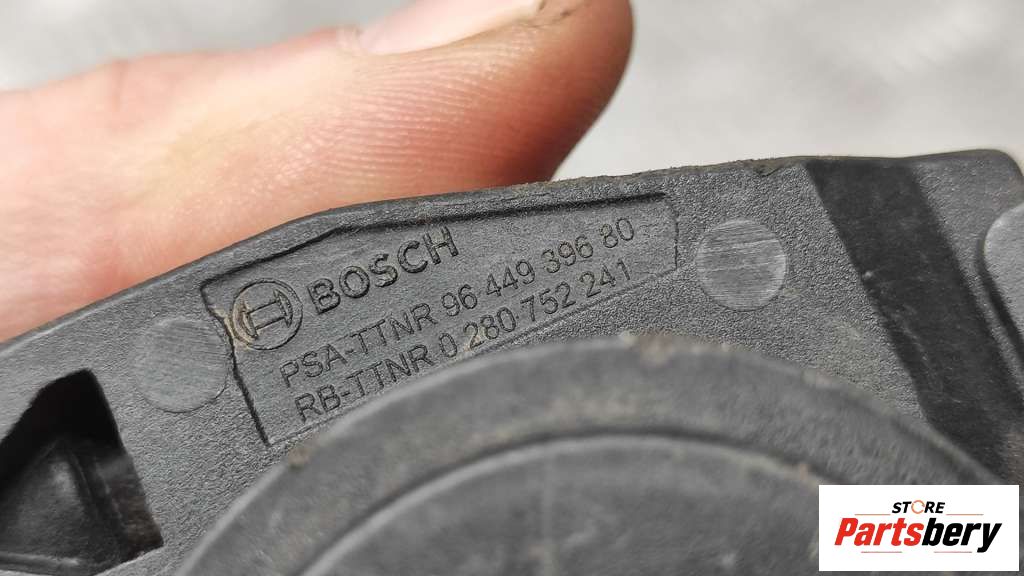 BOSCH
PSA-TTNR 96 449 396 80
RB-TTNR 0 280 752 241
STORE
Partsbery